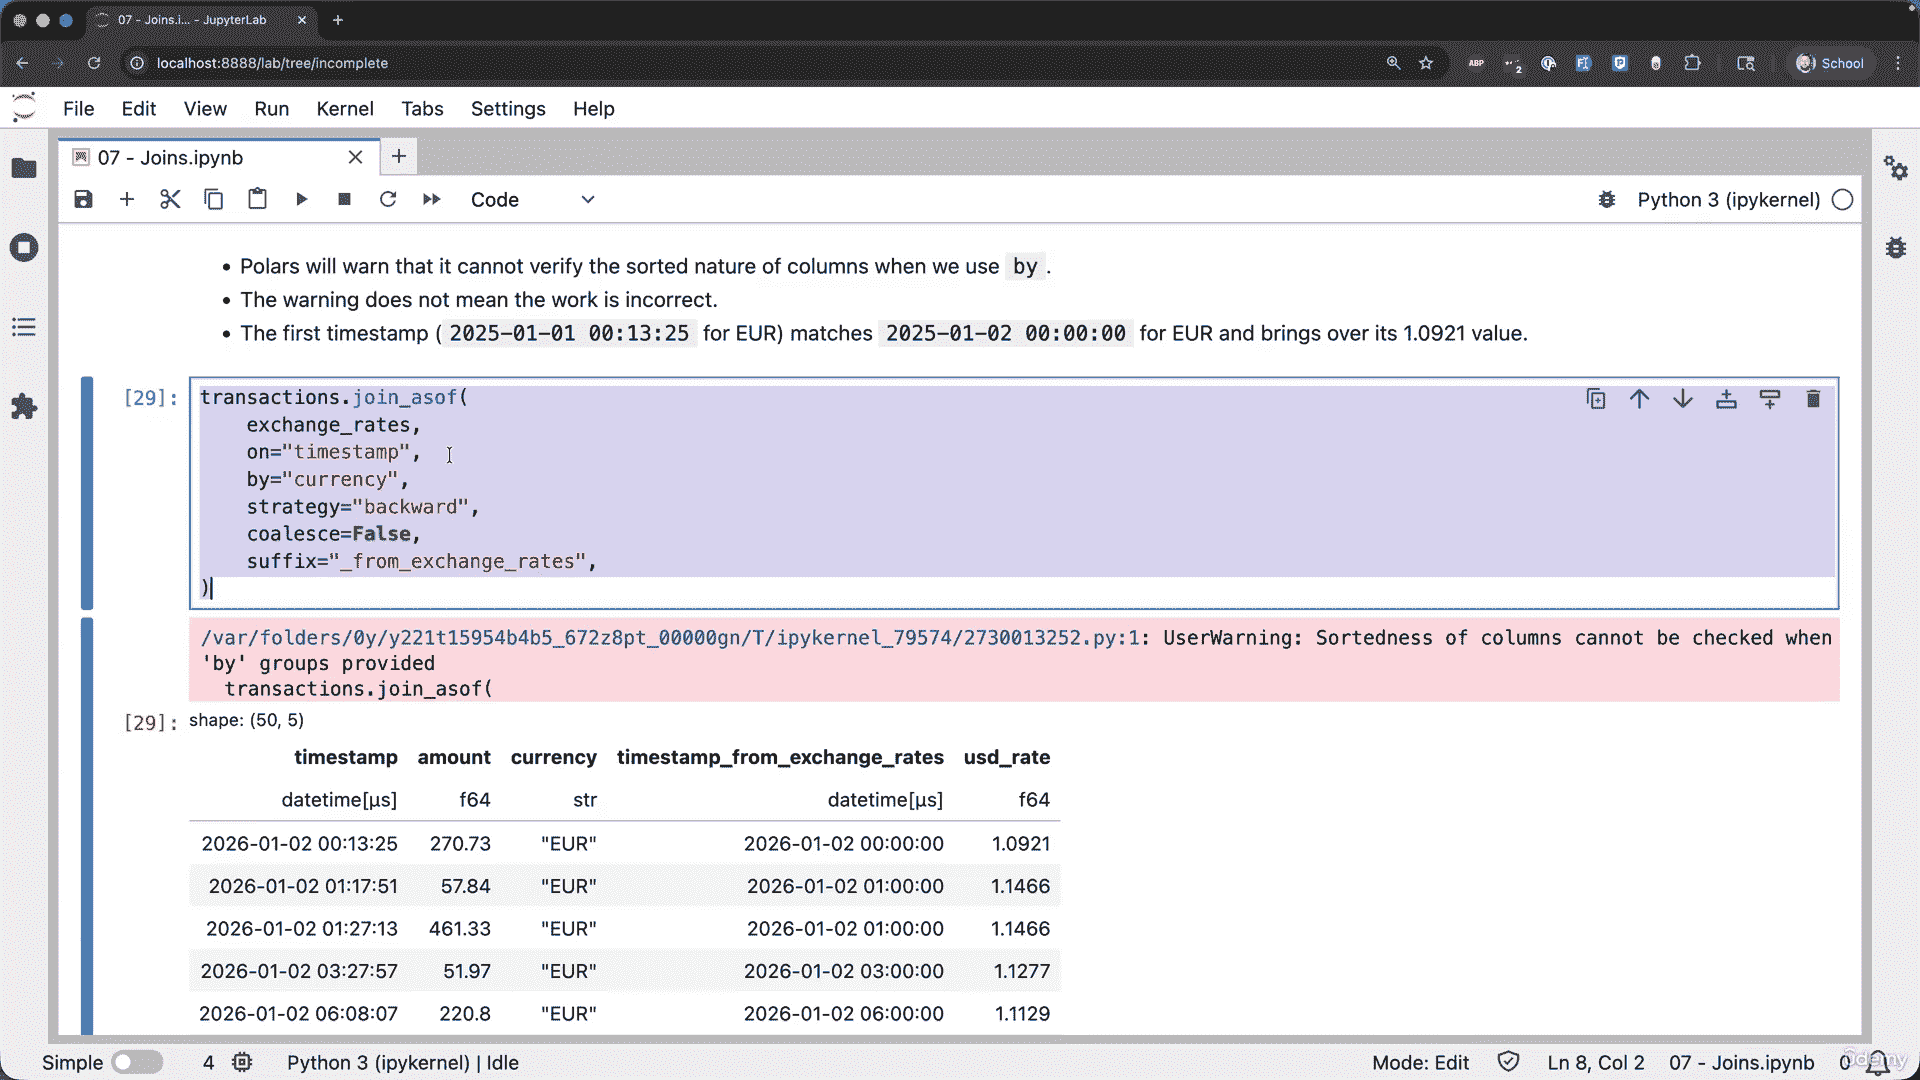 07 - Joins.i... - JupyterLab
localhost:8888/lab/tree/incomplete
ABP
2
School
File Edit View Run Kernel Tabs Settings Help
07 - Joins.ipynb
Code
Python 3 (ipykernel)
• Polars will warn that it cannot verify the sorted nature of columns when we use by .
• The warning does not mean the work is incorrect.
• The first timestamp ( 2025-01-01 00:13:25 for EUR) matches 2025-01-02 00:00:00 for EUR and brings over its 1.0921 value.
[29]: transactions.join_asof(
exchange_rates,
on="timestamp",
by="currency",
strategy="backward",
coalesce=False,
suffix="_from_exchange_rates",
)
/var/folders/0y/y221t15954b4b5_672z8pt_00000gn/T/ipykernel_79574/2730013252.py:1: UserWarning: Sortedness of columns cannot be checked when
'by' groups provided
transactions.join_asof(
[29]: shape: (50, 5)
timestamp amount currency timestamp_from_exchange_rates usd_rate
datetime[μs] f64 str datetime[μs] f64
2026-01-02 00:13:25 270.73 "EUR" 2026-01-02 00:00:00 1.0921
2026-01-02 01:17:51 57.84 "EUR" 2026-01-02 01:00:00 1.1466
2026-01-02 01:27:13 461.33 "EUR" 2026-01-02 01:00:00 1.1466
2026-01-02 03:27:57 51.97 "EUR" 2026-01-02 03:00:00 1.1277
2026-01-02 06:08:07 220.8 "EUR" 2026-01-02 06:00:00 1.1129
Simple 4 Python 3 (ipykernel) | Idle Mode: Edit Ln 8, Col 2 07 - Joins.ipynb 0
udemy